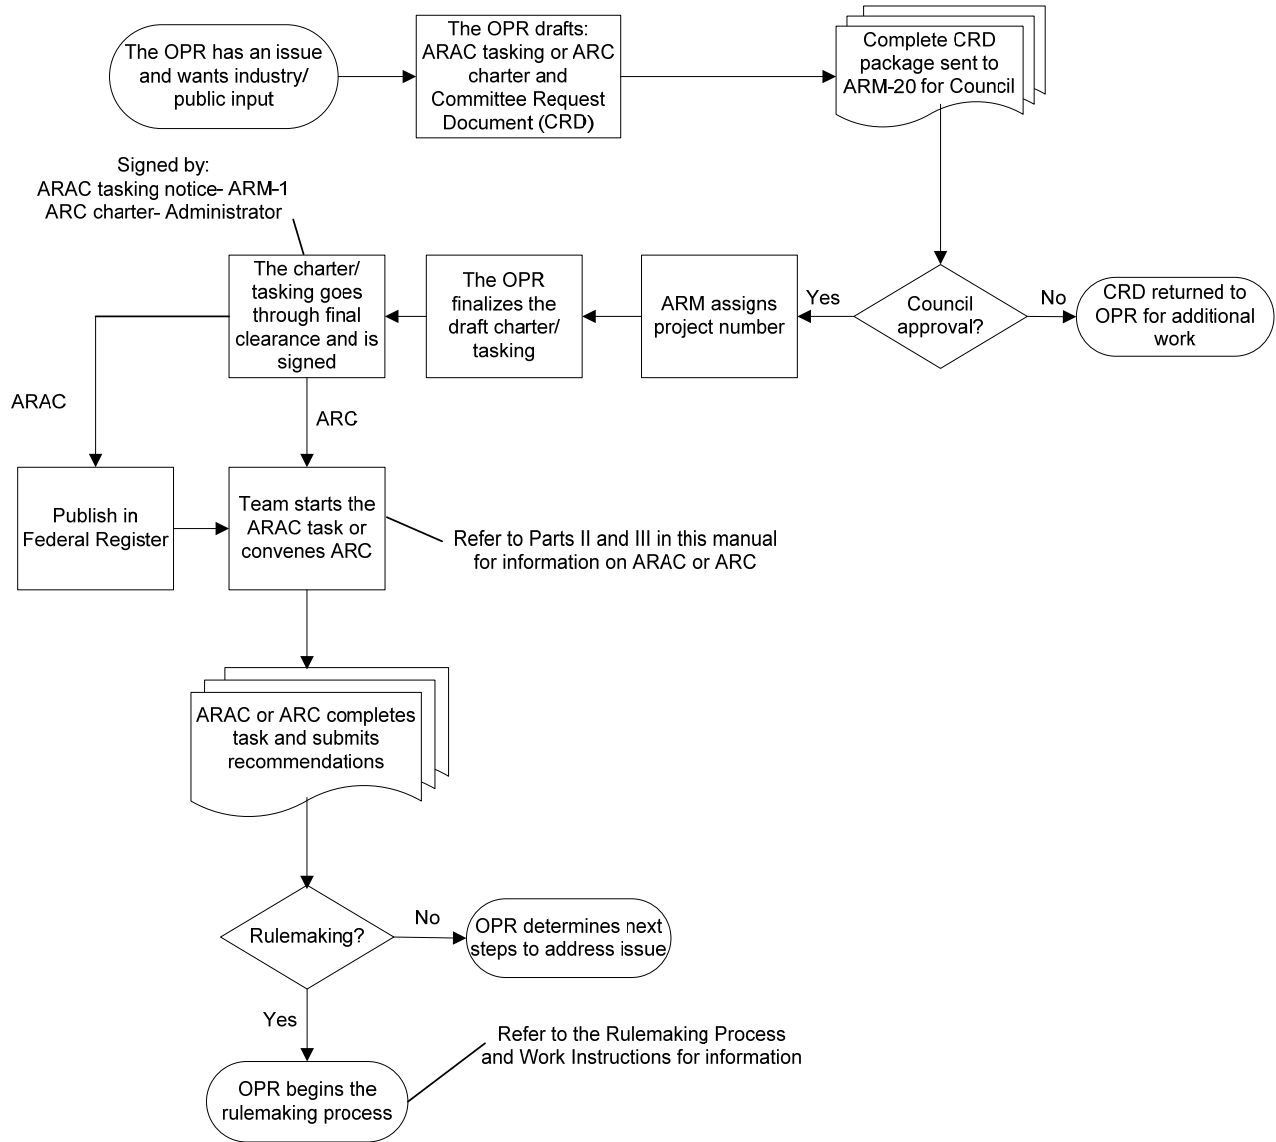 The OPR has an issue
and wants industry/
public input
The OPR drafts:
ARAC tasking or ARC
charter and
Committee Request
Document (CRD)
Complete CRD
package sent to
ARM-20 for Council
Signed by:
ARAC tasking notice- ARM-1
ARC charter- Administrator
The charter/
tasking goes
through final
clearance and is
signed
The OPR
finalizes the
draft charter/
tasking
ARM assigns
project number
Yes
Council
approval?
No
CRD returned to
OPR for additional
work
ARAC
ARC
Publish in
Federal Register
Team starts the
ARAC task or
convenes ARC
Refer to Parts II and III in this manual
for information on ARAC or ARC
ARAC or ARC completes
task and submits
recommendations
Rulemaking?
No
OPR determines next
steps to address issue
Yes
Refer to the Rulemaking Process
and Work Instructions for information
OPR begins the
rulemaking process